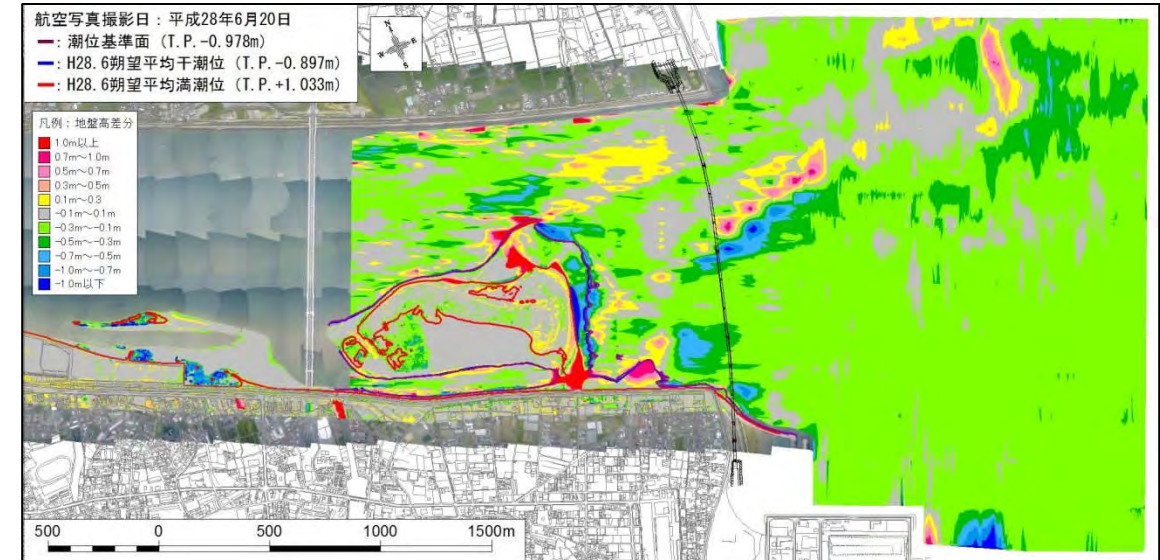 航空写真撮影日：平成28年6月20日
━：潮位基準面 (T.P.-0.978m)
━：H28.6朔望平均干潮位 (T.P.-0.897m)
━：H28.6朔望平均満潮位 (T.P.+1.033m)
N
W
E
S
凡例：地盤高差分
1.0m以上
0.7m～1.0m
0.5m～0.7m
0.3m～0.5m
0.1m～0.3
-0.1m～0.1m
-0.3m～-0.1m
-0.5m～-0.3m
-0.7m～-0.5m
-1.0m～-0.7m
-1.0m以下
500 0 500 1000 1500m